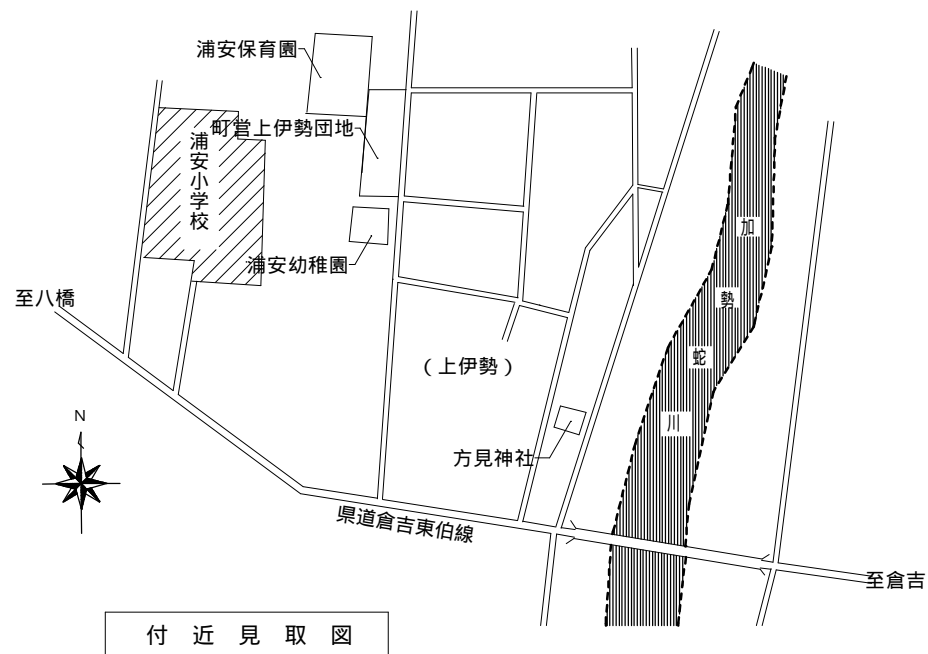 浦安保育園
町営上伊勢団地
浦安小学校
浦安幼稚園
至八橋
加勢蛇川
(上伊勢)
N
方見神社
県道倉吉東伯線
至倉吉
付近見取図